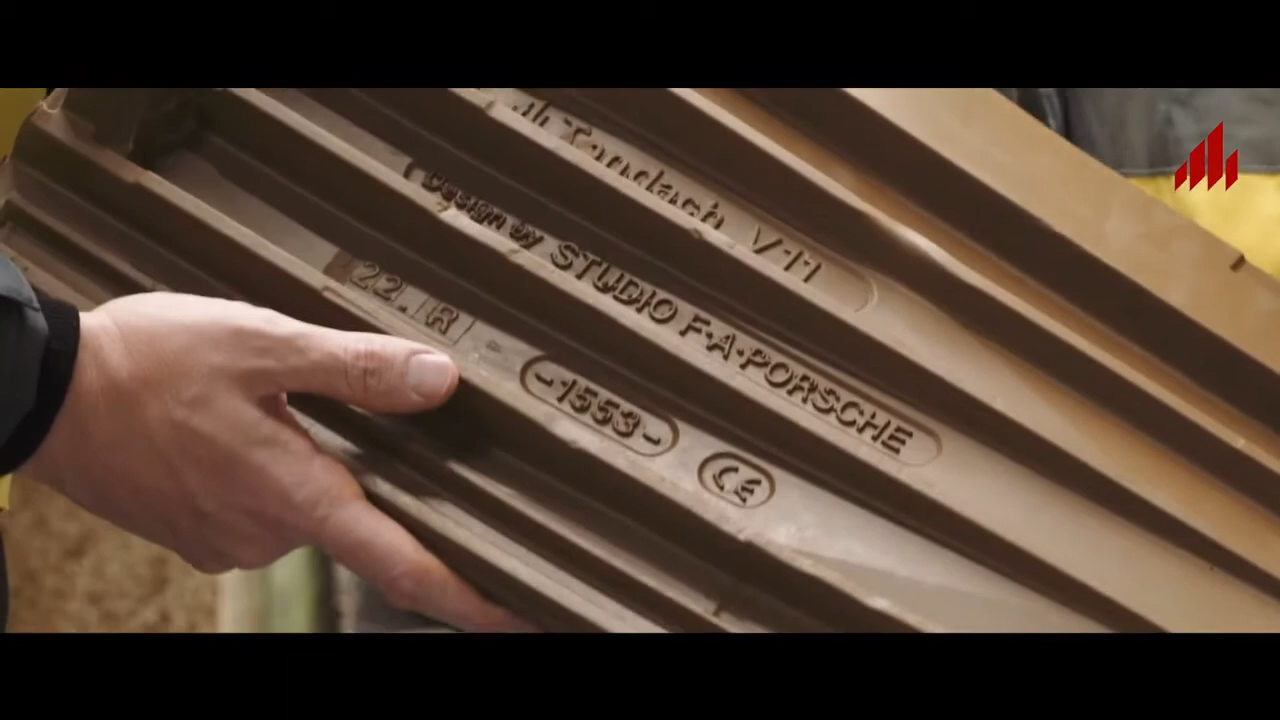 Tondach V11
Design by STUDIO F·A·PORSCHE
22. R
-1553-
CE